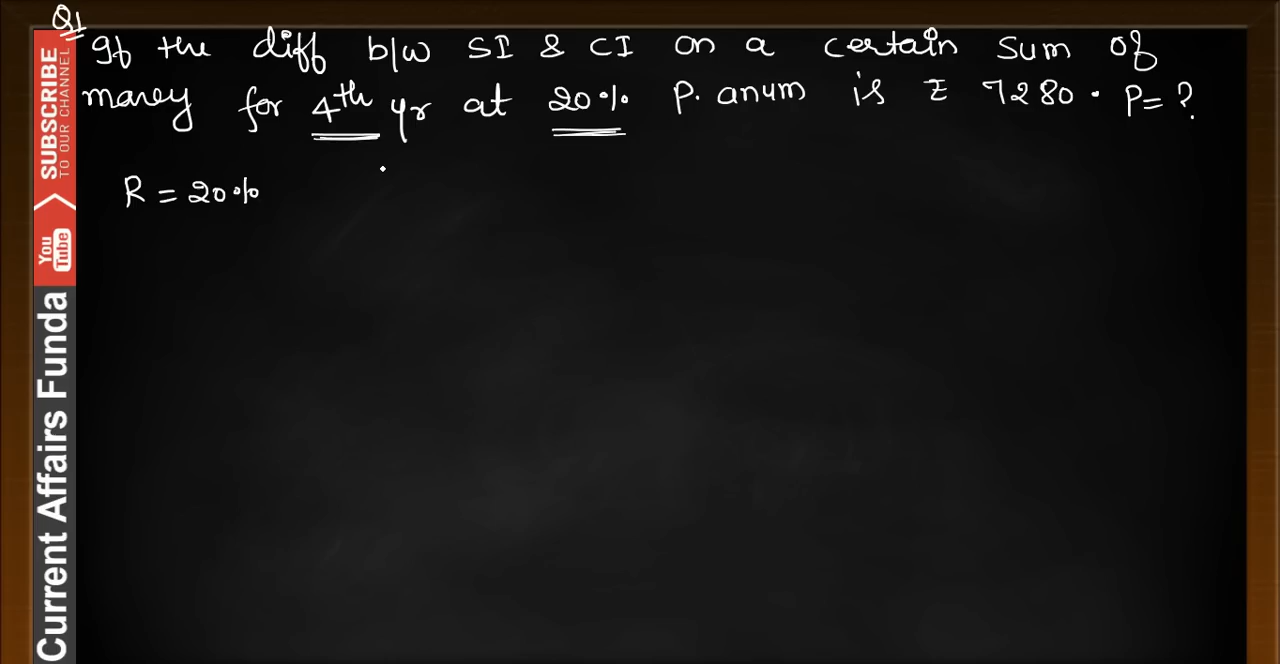 Q1
If the diff b/w SI & CI on a certain sum of
money for 4th yr at 20% P. anum is ₹ 7280. P= ?
R = 20%
SUBSCRIBE
TO OUR CHANNEL
You Tube
Current Affairs Funda